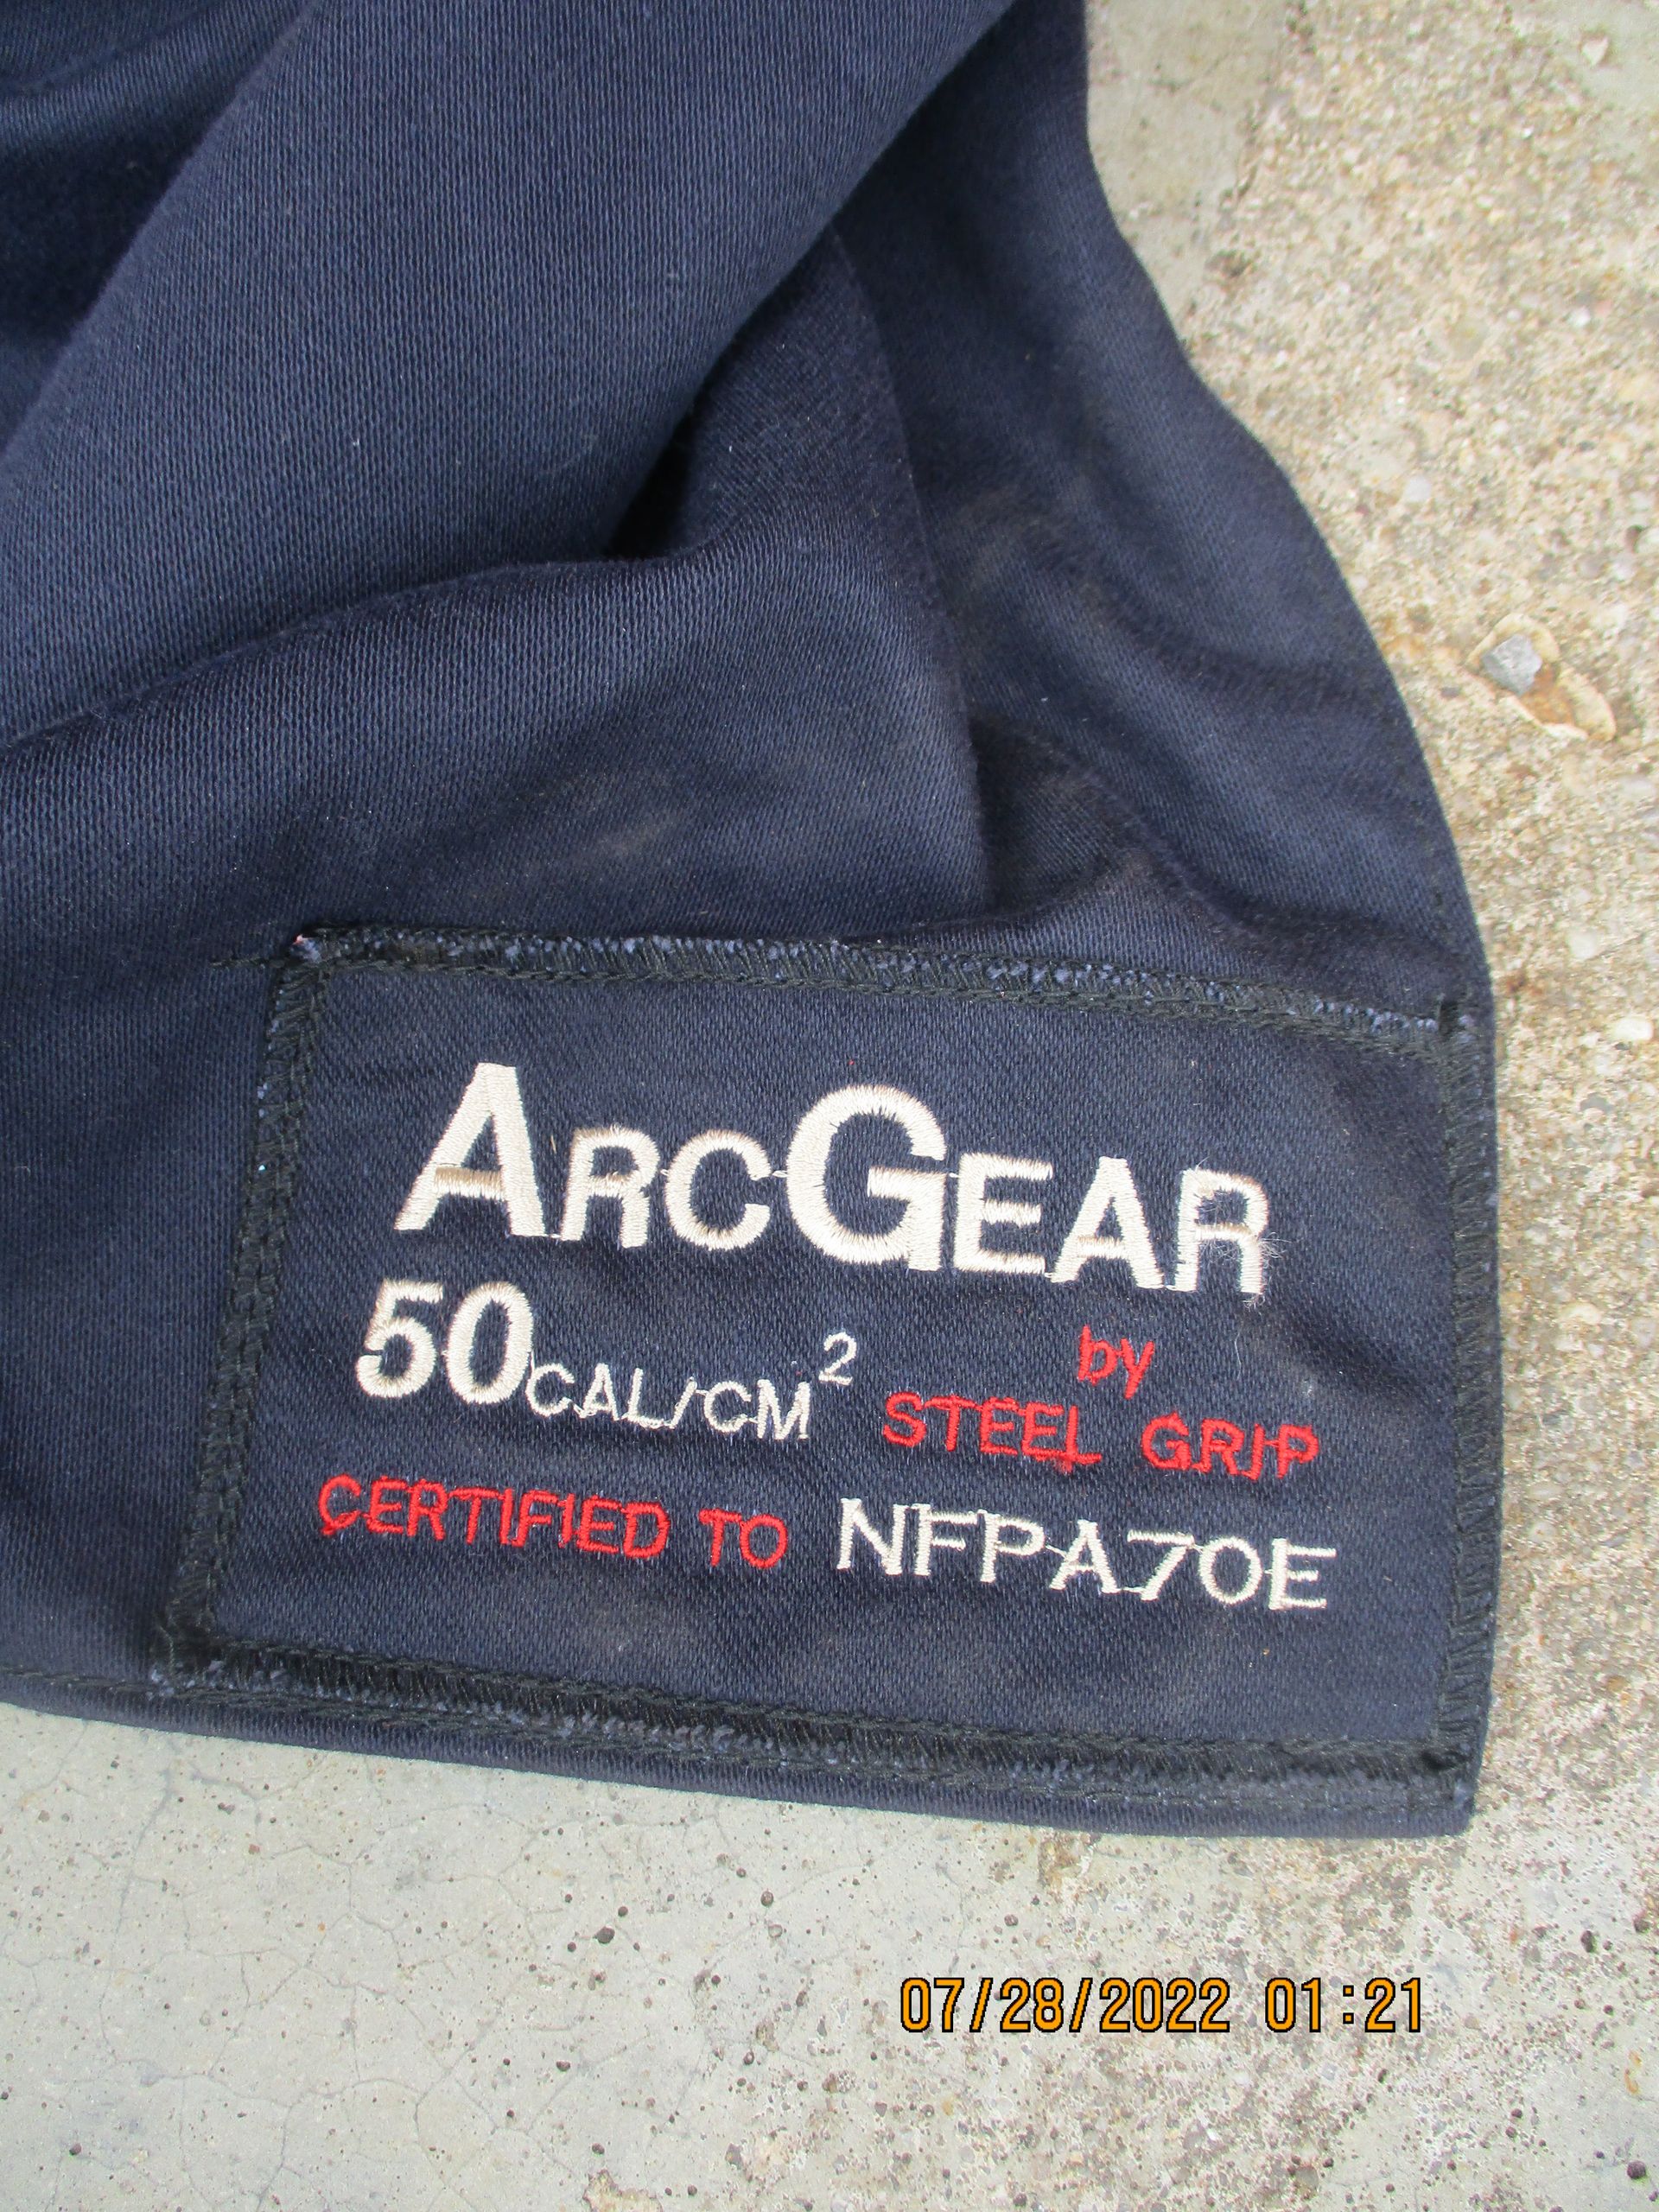 ArcGear
50CAL/CM² by
STEEL GRIP
CERTIFIED TO NFPA70E
07/28/2022 01:21